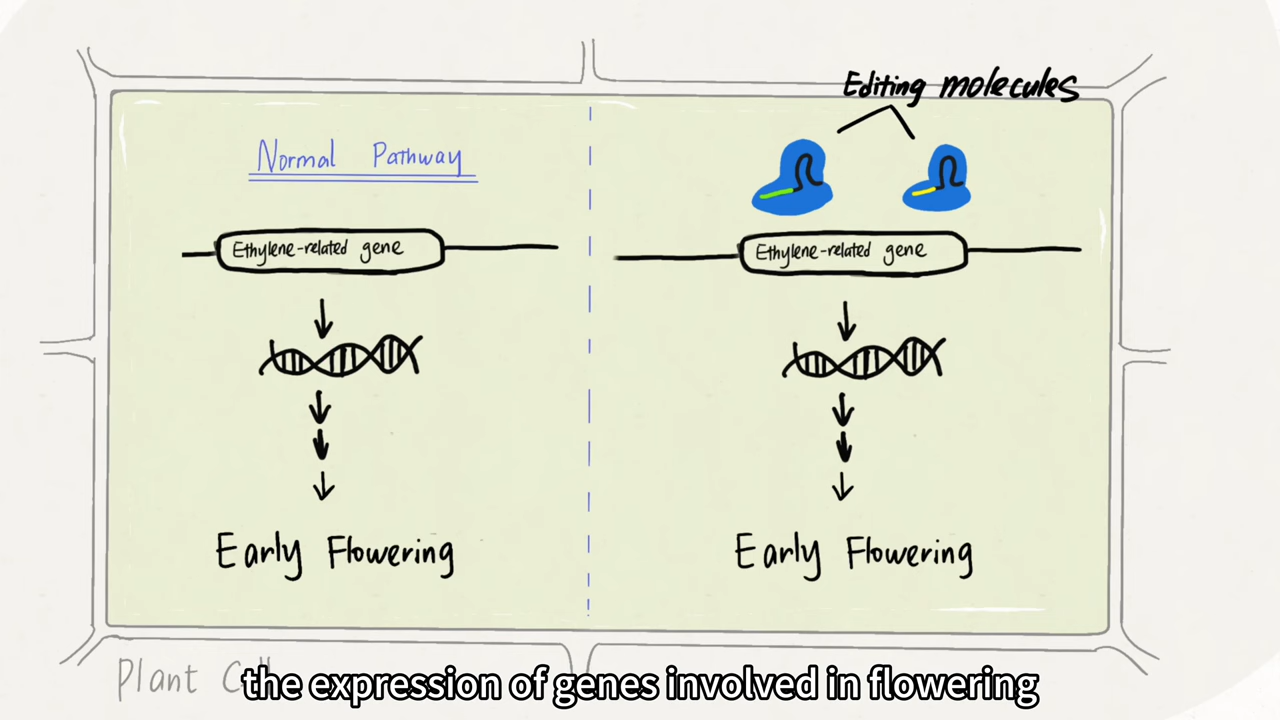 Editing molecules
Normal Pathway
Ethylene-related gene
Ethylene-related gene
Early Flowering
Early Flowering
Plant
the expression of genes involved in flowering